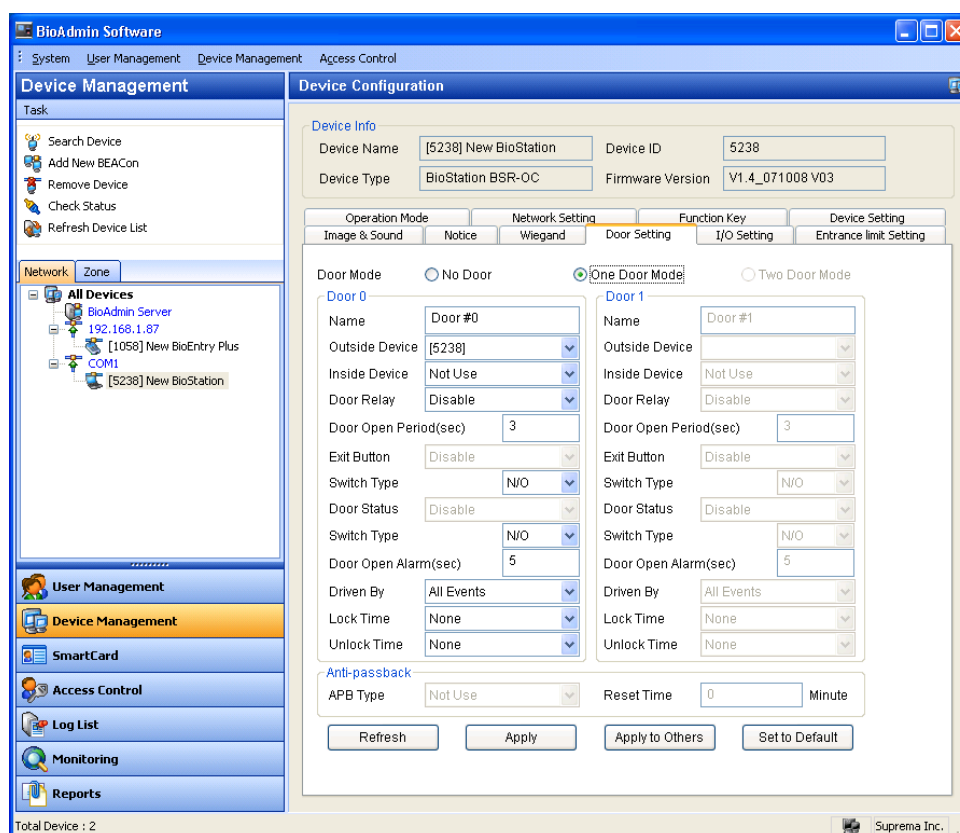 BioAdmin Software
System User Management Device Management Access Control
Device Management
Task
Search Device
Add New BEACon
Remove Device
Check Status
Refresh Device List
Network Zone
All Devices
BioAdmin Server
192.168.1.87
[1058] New BioEntry Plus
COM1
[5238] New BioStation
User Management
Device Management
SmartCard
Access Control
Log List
Monitoring
Reports
Device Configuration
Device Info
Device Name [5238] New BioStation Device ID 5238
Device Type BioStation BSR-OC Firmware Version V1.4_071008 V03
Operation Mode Network Setting Function Key Device Setting
Image & Sound Notice Wiegand Door Setting I/O Setting Entrance limit Setting
Door Mode No Door One Door Mode Two Door Mode
Door 0
Name Door #0
Outside Device [5238]
Inside Device Not Use
Door Relay Disable
Door Open Period(sec) 3
Exit Button Disable
Switch Type N/O
Door Status Disable
Switch Type N/O
Door Open Alarm(sec) 5
Driven By All Events
Lock Time None
Unlock Time None
Door 1
Name Door #1
Outside Device
Inside Device Not Use
Door Relay Disable
Door Open Period(sec) 3
Exit Button Disable
Switch Type N/O
Door Status Disable
Switch Type N/O
Door Open Alarm(sec) 5
Driven By All Events
Lock Time None
Unlock Time None
Anti-passback
APB Type Not Use Reset Time 0 Minute
Refresh Apply Apply to Others Set to Default
Total Device : 2 Suprema Inc.